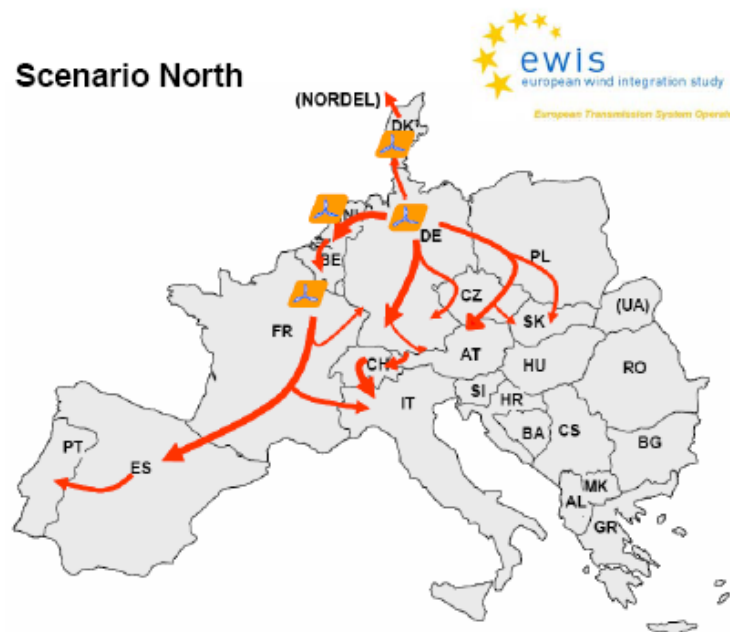 Scenario North
ewis
european wind integration study
European Transmission System Operato
(NORDEL)
DK
NL
DE
BE
PL
CZ
FR
SK
(UA)
CH
AT
HU
RO
IT
SI
HR
PT
ES
BA
CS
BG
MK
AL
GR